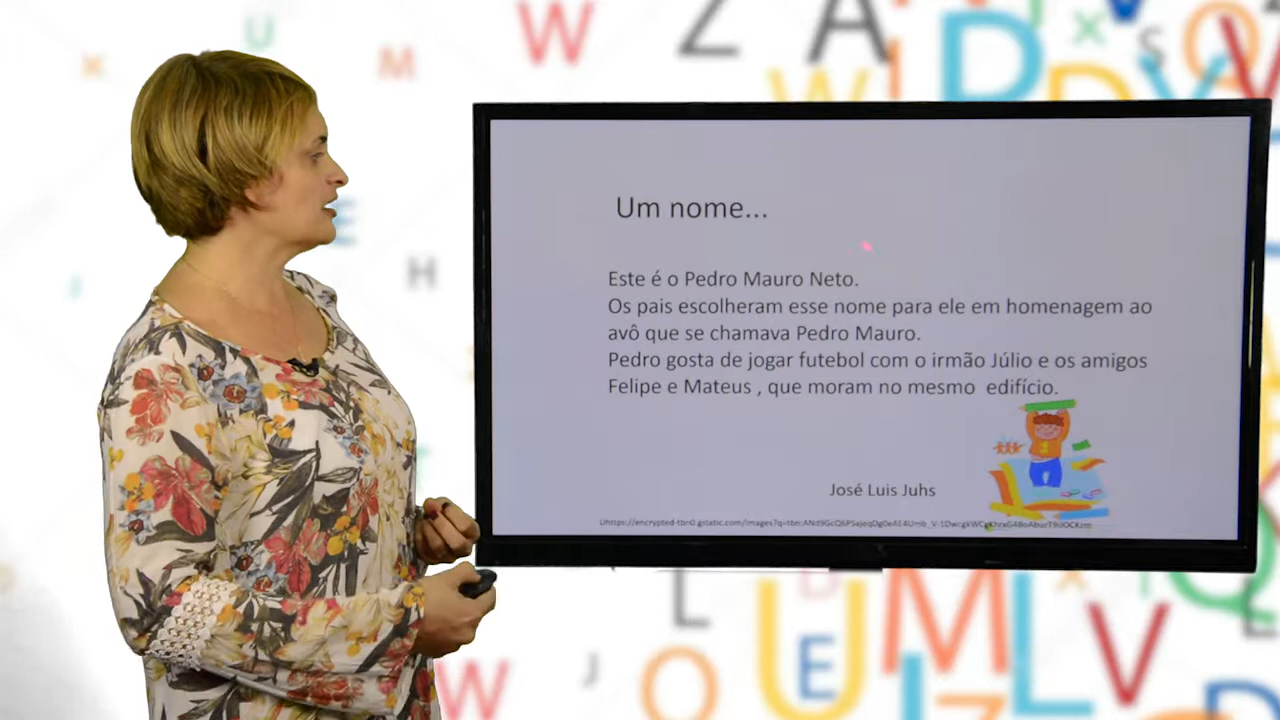 Um nome...
Este é o Pedro Mauro Neto.
Os pais escolheram esse nome para ele em homenagem ao
avô que se chamava Pedro Mauro.
Pedro gosta de jogar futebol com o irmão Júlio e os amigos
Felipe e Mateus , que moram no mesmo edifício.
José Luis Juhs